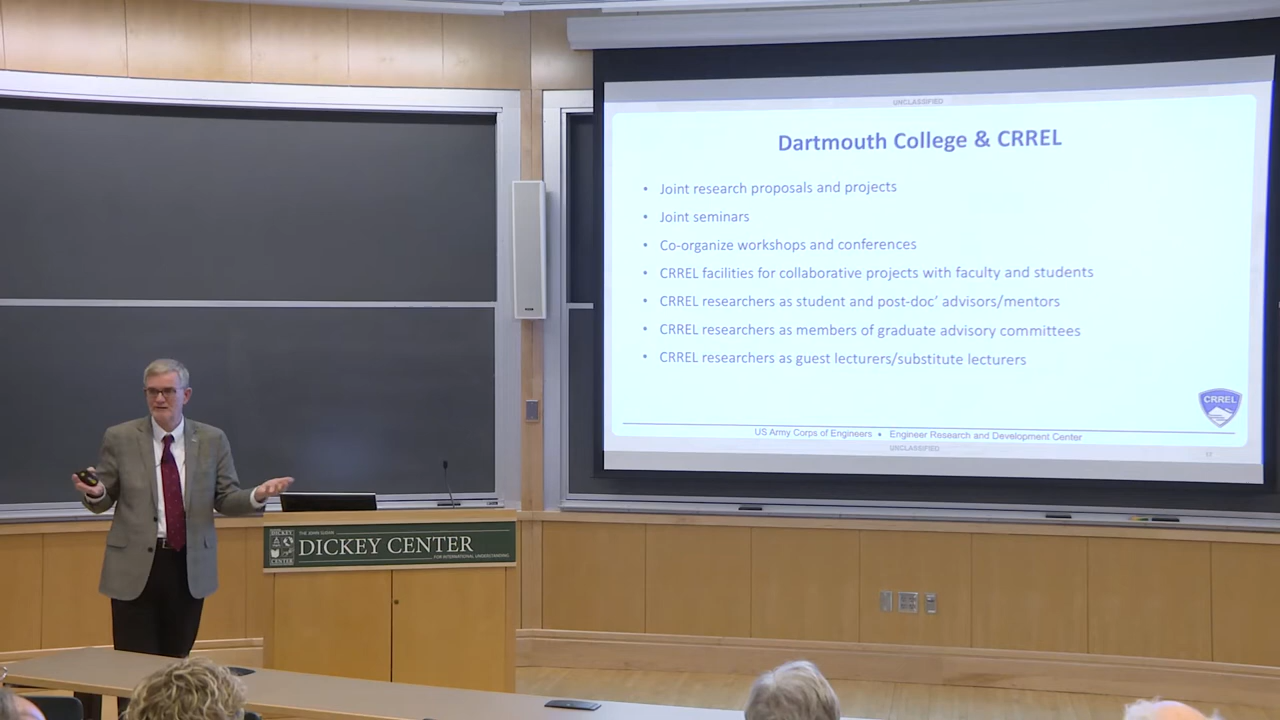 UNCLASSIFIED
Dartmouth College & CRREL
• Joint research proposals and projects
• Joint seminars
• Co-organize workshops and conferences
• CRREL facilities for collaborative projects with faculty and students
• CRREL researchers as student and post-doc’ advisors/mentors
• CRREL researchers as members of graduate advisory committees
• CRREL researchers as guest lecturers/substitute lecturers
CRREL
US Army Corps of Engineers • Engineer Research and Development Center
UNCLASSIFIED
17
DICKEY
CENTER
THE JOHN SLOAN
DICKEY CENTER
FOR INTERNATIONAL UNDERSTANDING